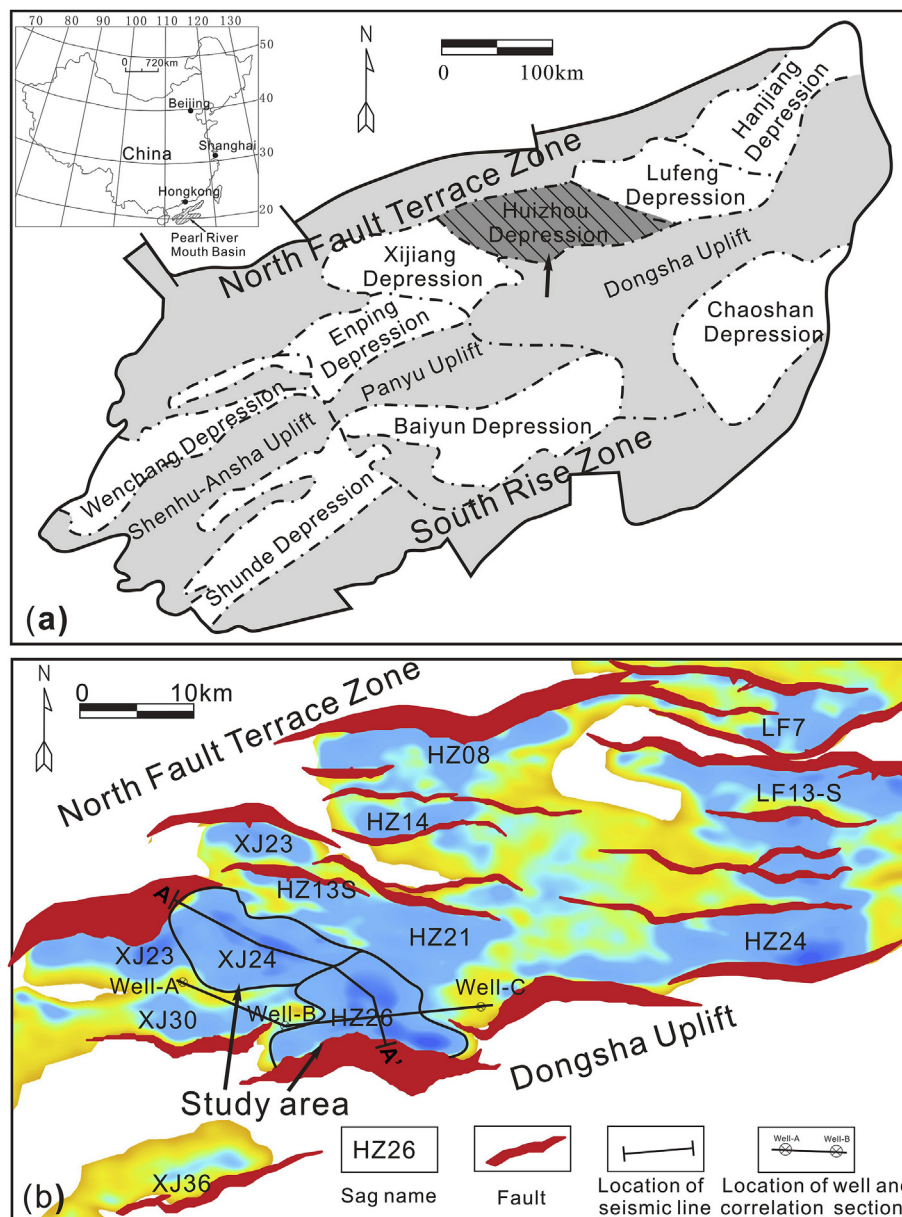 70 80 90 100 110 120 130
50
40
30
20
0 720km
Beijing
China
Shanghai
Hongkong
Pearl River
Mouth Basin
N
0 100km
North Fault Terrace Zone
Hanjiang
Depression
Lufeng
Depression
Huizhou
Depression
Xijiang
Depression
Dongsha Uplift
Chaoshan
Depression
Enping
Depression
Panyu Uplift
Baiyun Depression
Wenchang Depression
Shenhu-Ansha Uplift
Shunde Depression
South Rise Zone
(a)
N
0 10km
North Fault Terrace Zone
LF7
HZ08
LF13-S
HZ14
XJ23
HZ13S
A
HZ21
HZ24
XJ23
XJ24
Well-A
Well-C
Well-B
HZ26
XJ30
A'
Dongsha Uplift
Study area
XJ36
(b)
HZ26
Well-A Well-B
Sag name
Fault
Location of
seismic line
Location of well and
correlation section